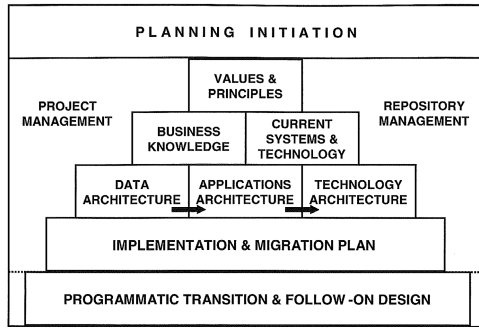 PLANNING INITIATION
VALUES &
PRINCIPLES
PROJECT
MANAGEMENT
REPOSITORY
MANAGEMENT
BUSINESS
KNOWLEDGE
CURRENT
SYSTEMS &
TECHNOLOGY
DATA
ARCHITECTURE
APPLICATIONS
ARCHITECTURE
TECHNOLOGY
ARCHITECTURE
IMPLEMENTATION & MIGRATION PLAN
PROGRAMMATIC TRANSITION & FOLLOW -ON DESIGN